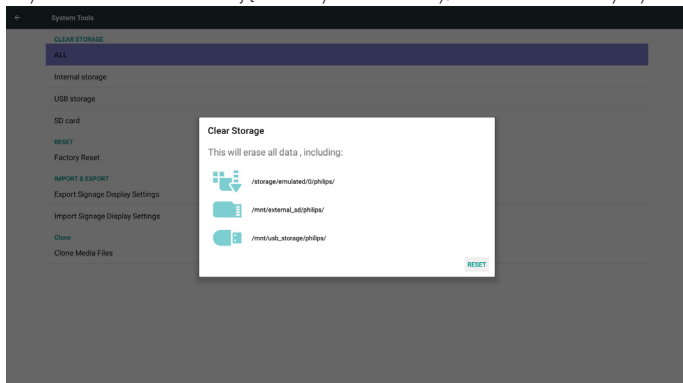 System Tools
CLEAR STORAGE
ALL
Internal storage
USB storage
SD card
RESET
Factory Reset
IMPORT & EXPORT
Export Signage Display Settings
Import Signage Display Settings
Clone
Clone Media Files
Clear Storage
This will erase all data , including:
/storage/emulated/0/philips/
/mnt/external_sd/philips/
/mnt/usb_storage/philips/
RESET